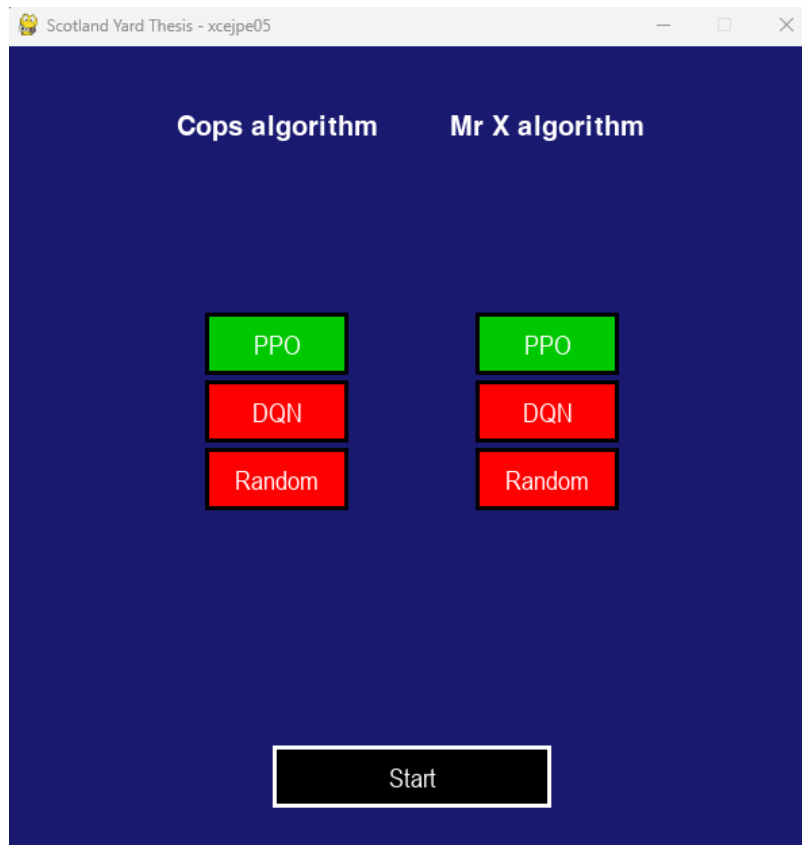 Scotland Yard Thesis - xcejpe05
Cops algorithm Mr X algorithm
PPO PPO
DQN DQN
Random Random
Start